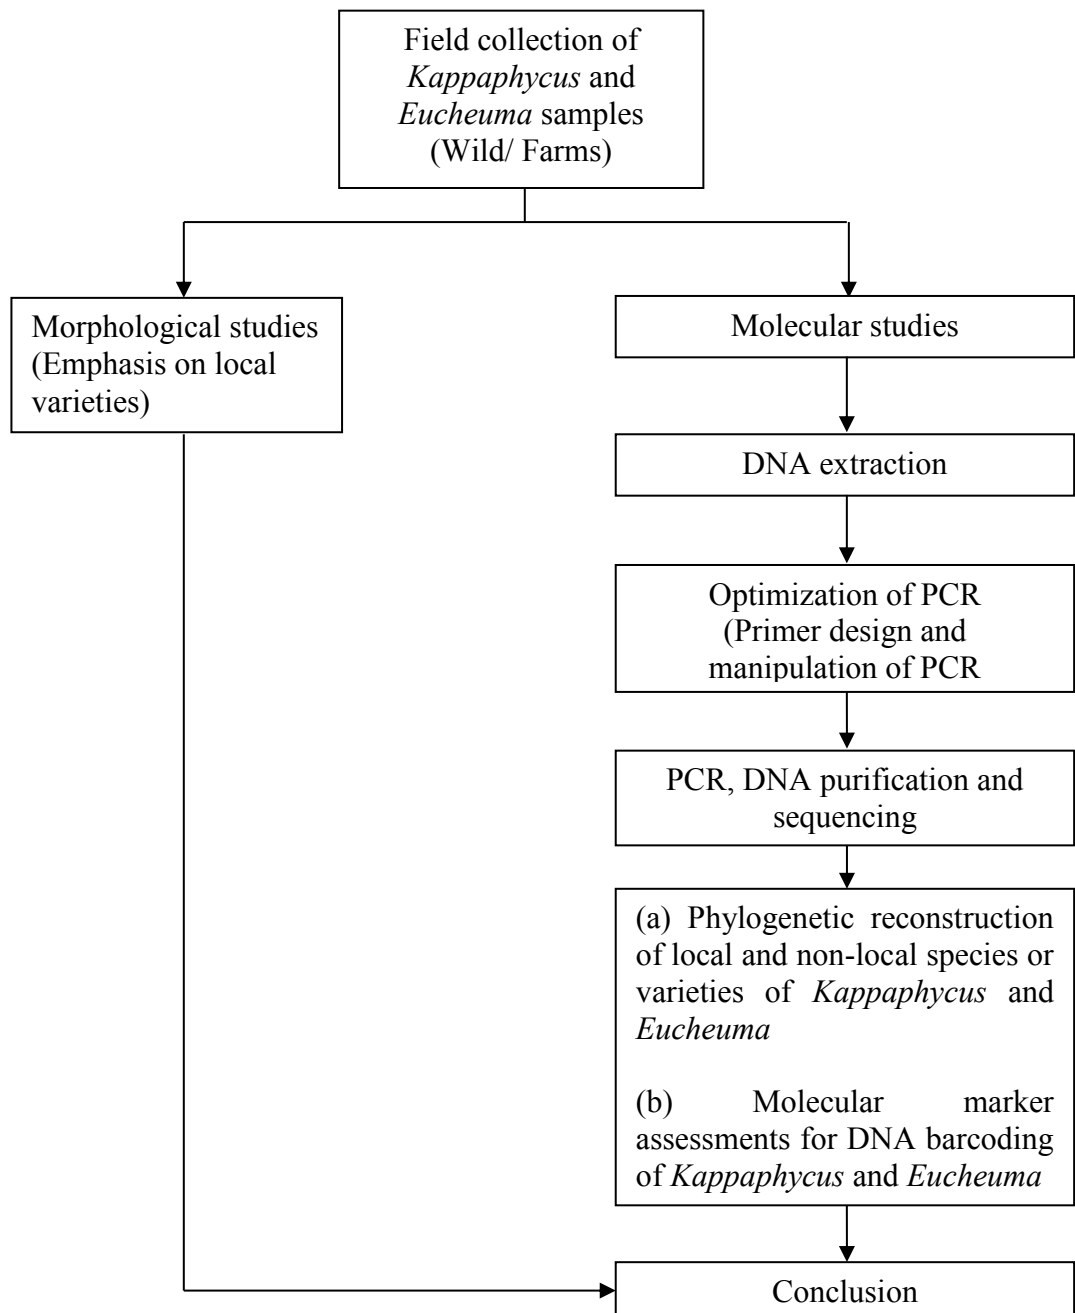 Field collection of
Kappaphycus and
Eucheuma samples
(Wild/ Farms)
Morphological studies
(Emphasis on local
varieties)
Molecular studies
DNA extraction
Optimization of PCR
(Primer design and
manipulation of PCR
PCR, DNA purification and
sequencing
(a) Phylogenetic reconstruction
of local and non-local species or
varieties of Kappaphycus and
Eucheuma
(b) Molecular marker
assessments for DNA barcoding
of Kappaphycus and Eucheuma
Conclusion